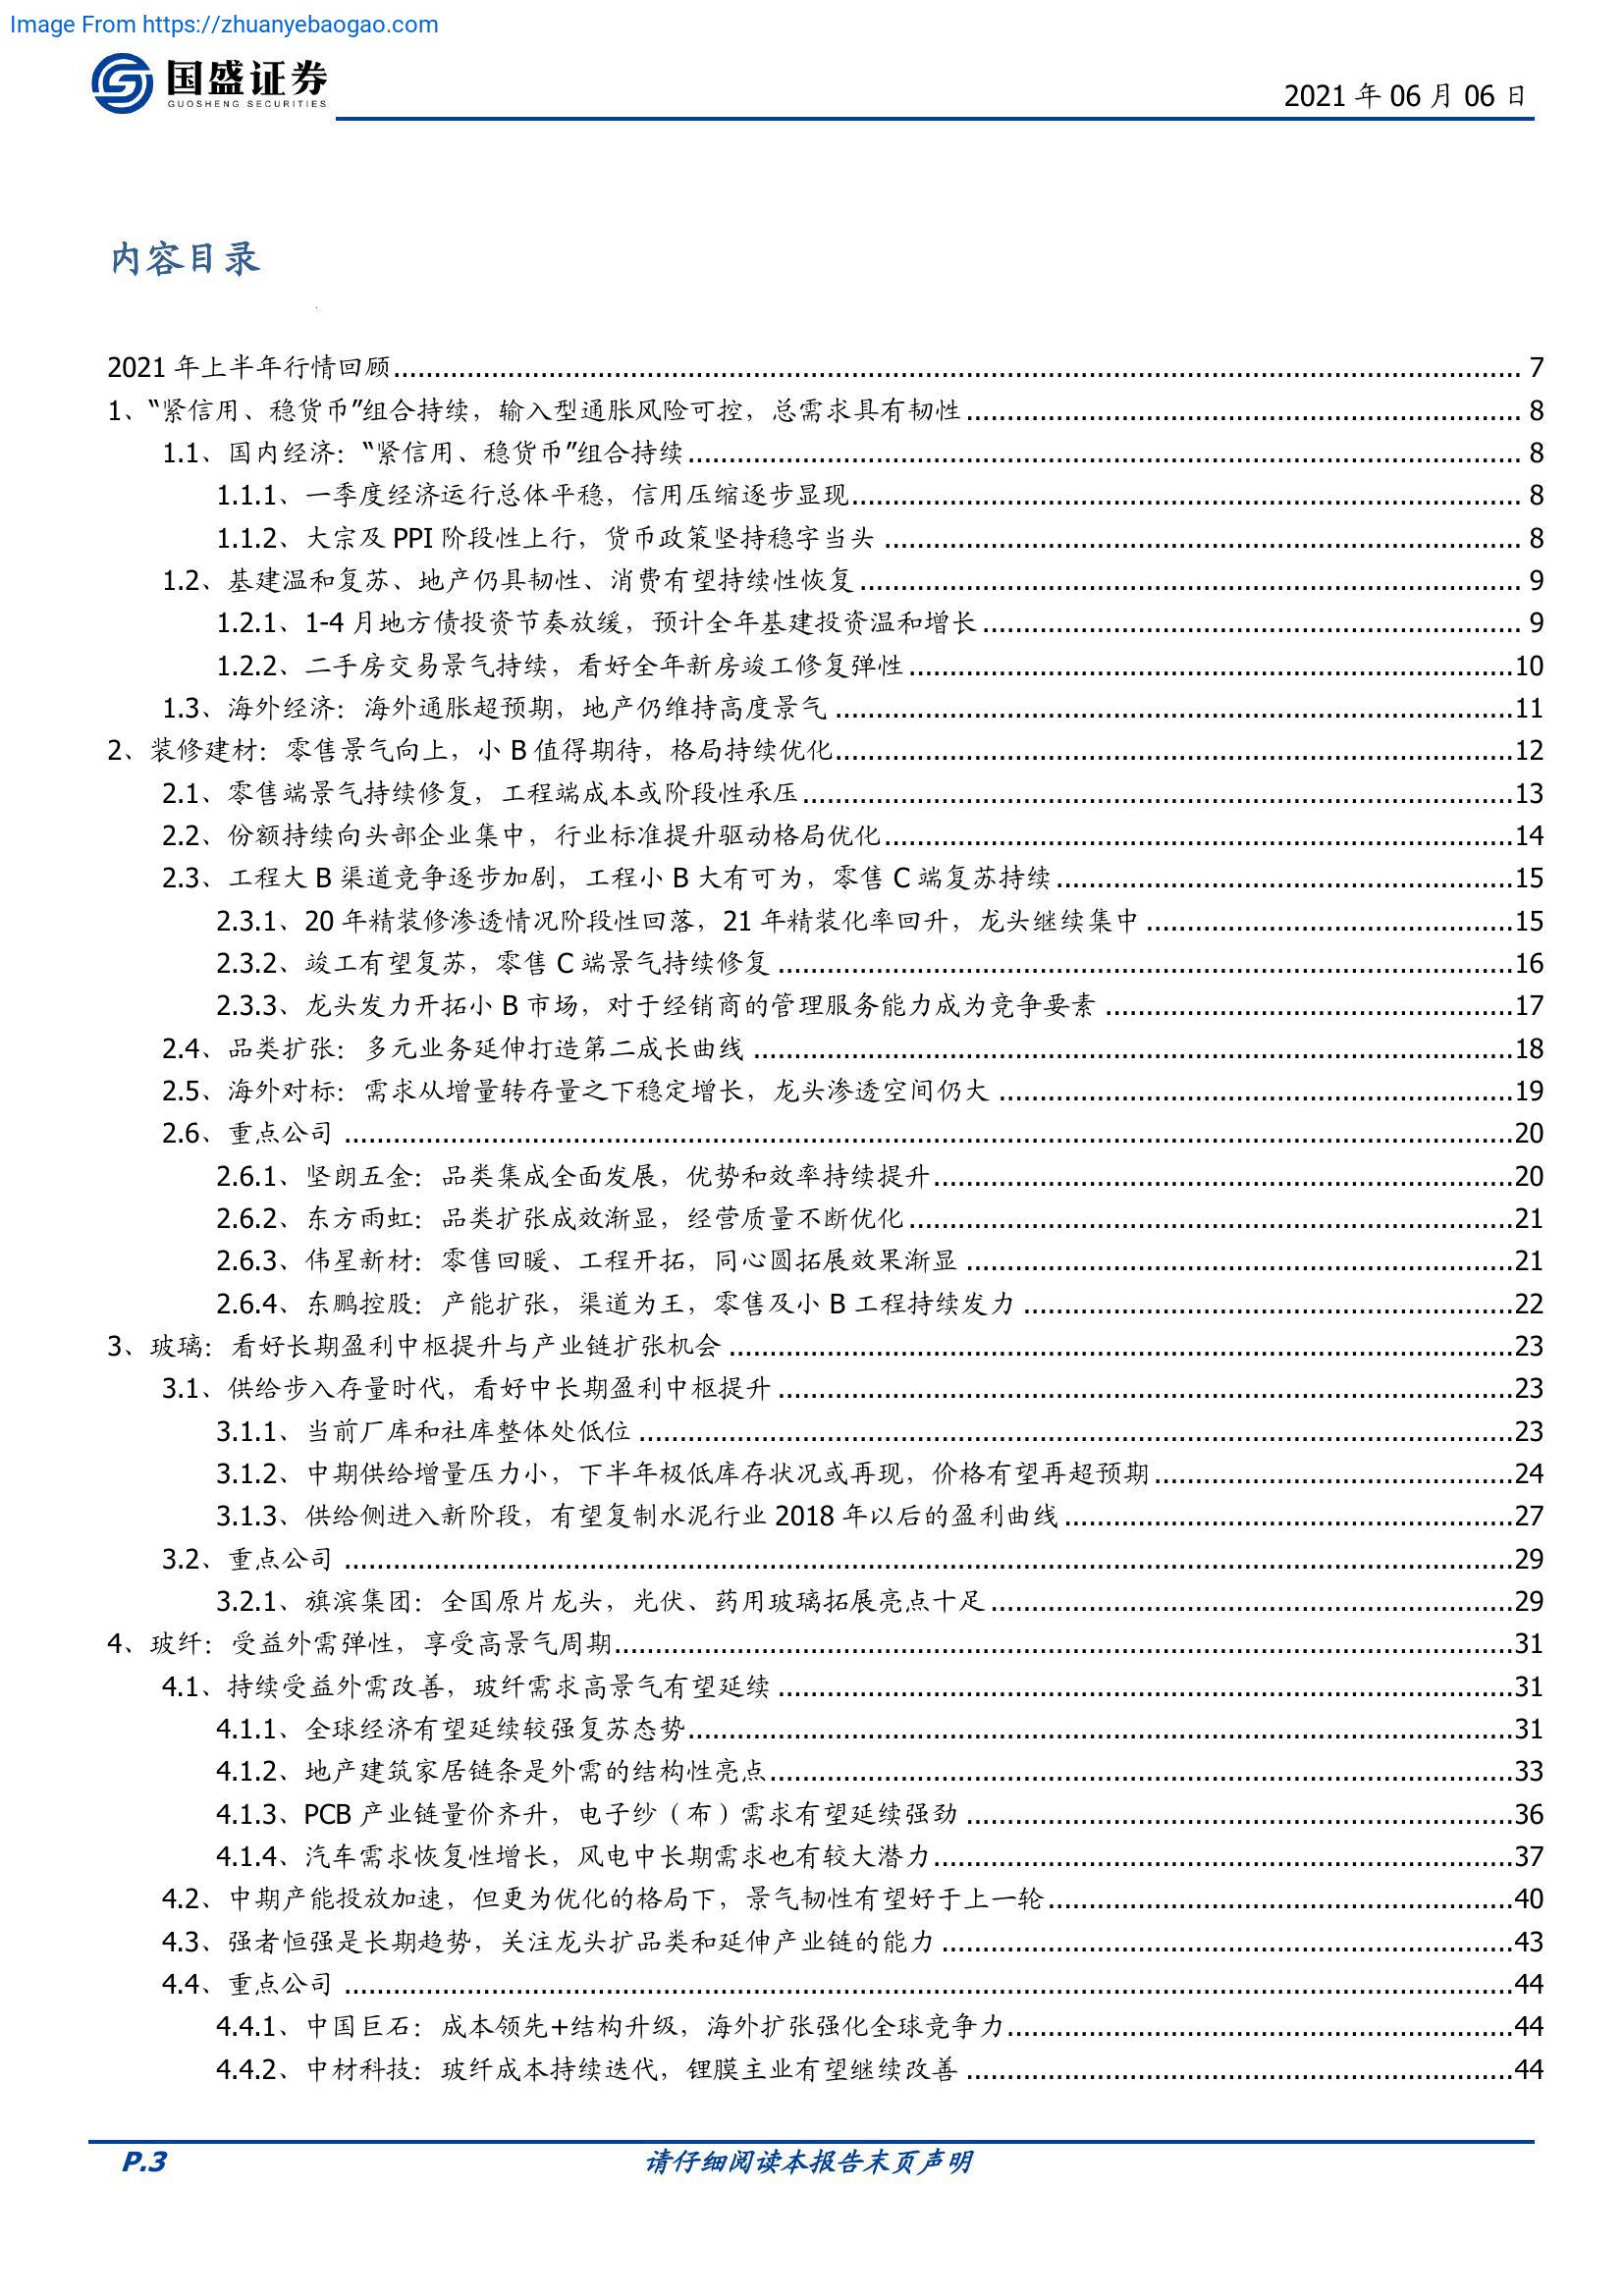 Image From https://zhuanyebaogao.com
国盛证券
GUOSHENG SECURITIES
2021 年 06 月 06 日
内容目录
2021 年上半年行情回顾 7
1、“紧信用、稳货币”组合持续，输入型通胀风险可控，总需求具有韧性 8
1.1、国内经济：“紧信用、稳货币”组合持续 8
1.1.1、一季度经济运行总体平稳，信用压缩逐步显现 8
1.1.2、大宗及 PPI 阶段性上行，货币政策坚持稳字当头 8
1.2、基建温和复苏、地产仍具韧性、消费有望持续性恢复 9
1.2.1、1-4 月地方债投资节奏放缓，预计全年基建投资温和增长 9
1.2.2、二手房交易景气持续，看好全年新房竣工修复弹性 10
1.3、海外经济：海外通胀超预期，地产仍维持高度景气 11
2、装修建材：零售景气向上，小 B 值得期待，格局持续优化 12
2.1、零售端景气持续修复，工程端成本或阶段性承压 13
2.2、份额持续向头部企业集中，行业标准提升驱动格局优化 14
2.3、工程大 B 渠道竞争逐步加剧，工程小 B 大有可为，零售 C 端复苏持续 15
2.3.1、20 年精装修渗透情况阶段性回落，21 年精装化率回升，龙头继续集中 15
2.3.2、竣工有望复苏，零售 C 端景气持续修复 16
2.3.3、龙头发力开拓小 B 市场，对于经销商的管理服务能力成为竞争要素 17
2.4、品类扩张：多元业务延伸打造第二成长曲线 18
2.5、海外对标：需求从增量转存量之下稳定增长，龙头渗透空间仍大 19
2.6、重点公司 20
2.6.1、坚朗五金：品类集成全面发展，优势和效率持续提升 20
2.6.2、东方雨虹：品类扩张成效渐显，经营质量不断优化 21
2.6.3、伟星新材：零售回暖、工程开拓，同心圆拓展效果渐显 21
2.6.4、东鹏控股：产能扩张，渠道为王，零售及小 B 工程持续发力 22
3、玻璃：看好长期盈利中枢提升与产业链扩张机会 23
3.1、供给步入存量时代，看好中长期盈利中枢提升 23
3.1.1、当前厂库和社库整体处低位 23
3.1.2、中期供给增量压力小，下半年极低库存状况或再现，价格有望再超预期 24
3.1.3、供给侧进入新阶段，有望复制水泥行业 2018 年以后的盈利曲线 27
3.2、重点公司 29
3.2.1、旗滨集团：全国原片龙头，光伏、药用玻璃拓展亮点十足 29
4、玻纤：受益外需弹性，享受高景气周期 31
4.1、持续受益外需改善，玻纤需求高景气有望延续 31
4.1.1、全球经济有望延续较强复苏态势 31
4.1.2、地产建筑家居链条是外需的结构性亮点 33
4.1.3、PCB 产业链量价齐升，电子纱（布）需求有望延续强劲 36
4.1.4、汽车需求恢复性增长，风电中长期需求也有较大潜力 37
4.2、中期产能投放加速，但更为优化的格局下，景气韧性有望好于上一轮 40
4.3、强者恒强是长期趋势，关注龙头扩品类和延伸产业链的能力 43
4.4、重点公司 44
4.4.1、中国巨石：成本领先+结构升级，海外扩张强化全球竞争力 44
4.4.2、中材科技：玻纤成本持续迭代，锂膜主业有望继续改善 44
P.3
请仔细阅读本报告末页声明